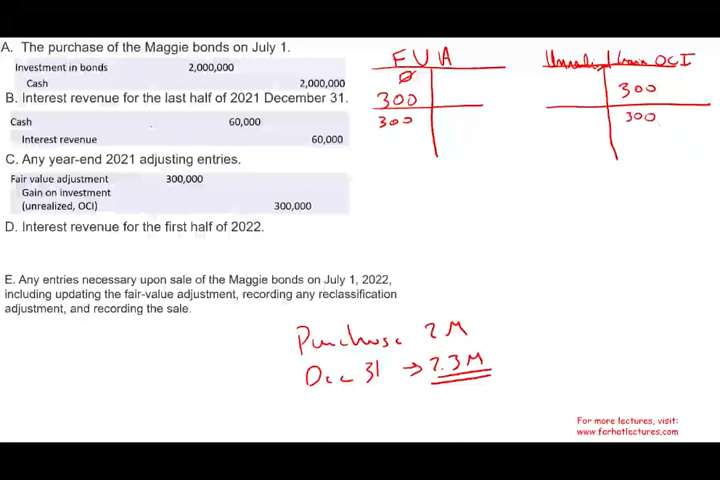 A. The purchase of the Maggie bonds on July 1.
Investment in bonds 2,000,000
Cash 2,000,000
B. Interest revenue for the last half of 2021 December 31.
Cash 60,000
Interest revenue 60,000
C. Any year-end 2021 adjusting entries.
Fair value adjustment 300,000
Gain on investment
(unrealized, OCI) 300,000
D. Interest revenue for the first half of 2022.
E. Any entries necessary upon sale of the Maggie bonds on July 1, 2022,
including updating the fair-value adjustment, recording any reclassification
adjustment, and recording the sale.
FVA
0
300
300
Gain OCI
300
300
Purchase 2 M
Dec 31 → 2.3 M
For more lectures, visit:
www.farhatlectures.com